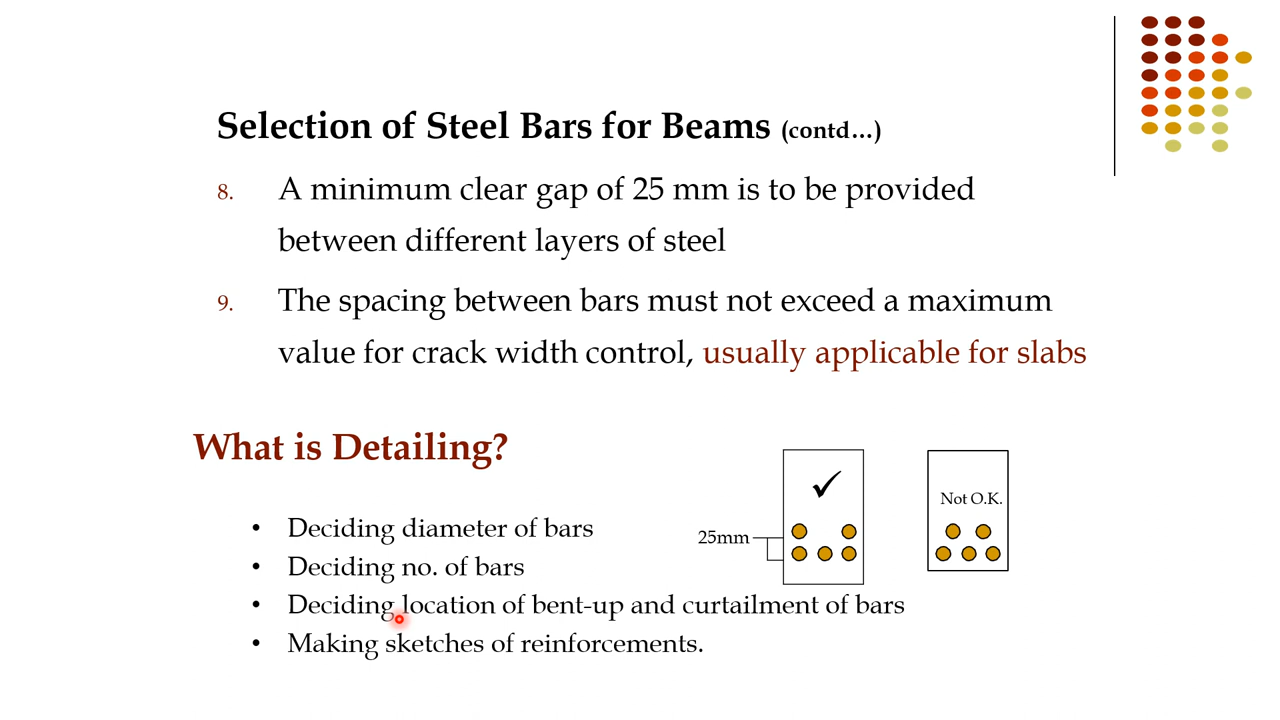 Selection of Steel Bars for Beams (contd…)
8. A minimum clear gap of 25 mm is to be provided
between different layers of steel
9. The spacing between bars must not exceed a maximum
value for crack width control, usually applicable for slabs
What is Detailing?
• Deciding diameter of bars
• Deciding no. of bars
• Deciding location of bent-up and curtailment of bars
• Making sketches of reinforcements.
25mm
Not O.K.